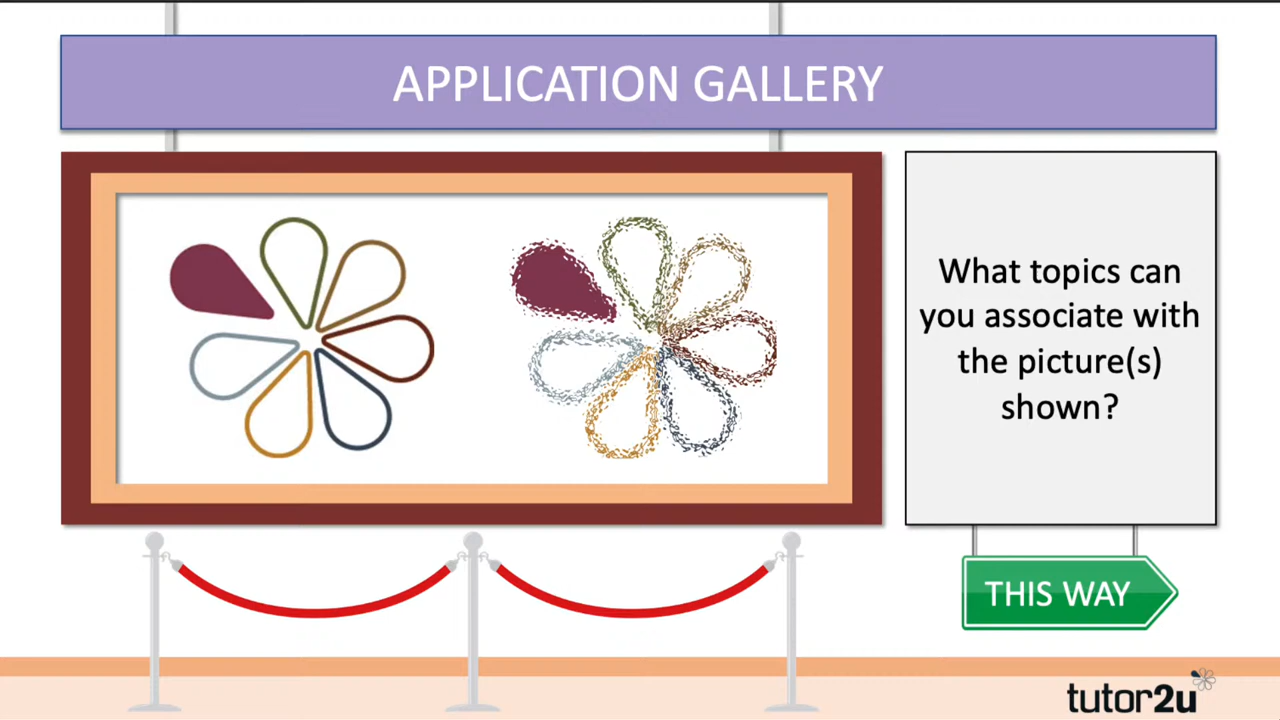 APPLICATION GALLERY
What topics can
you associate with
the picture(s)
shown?
THIS WAY
tutor2u